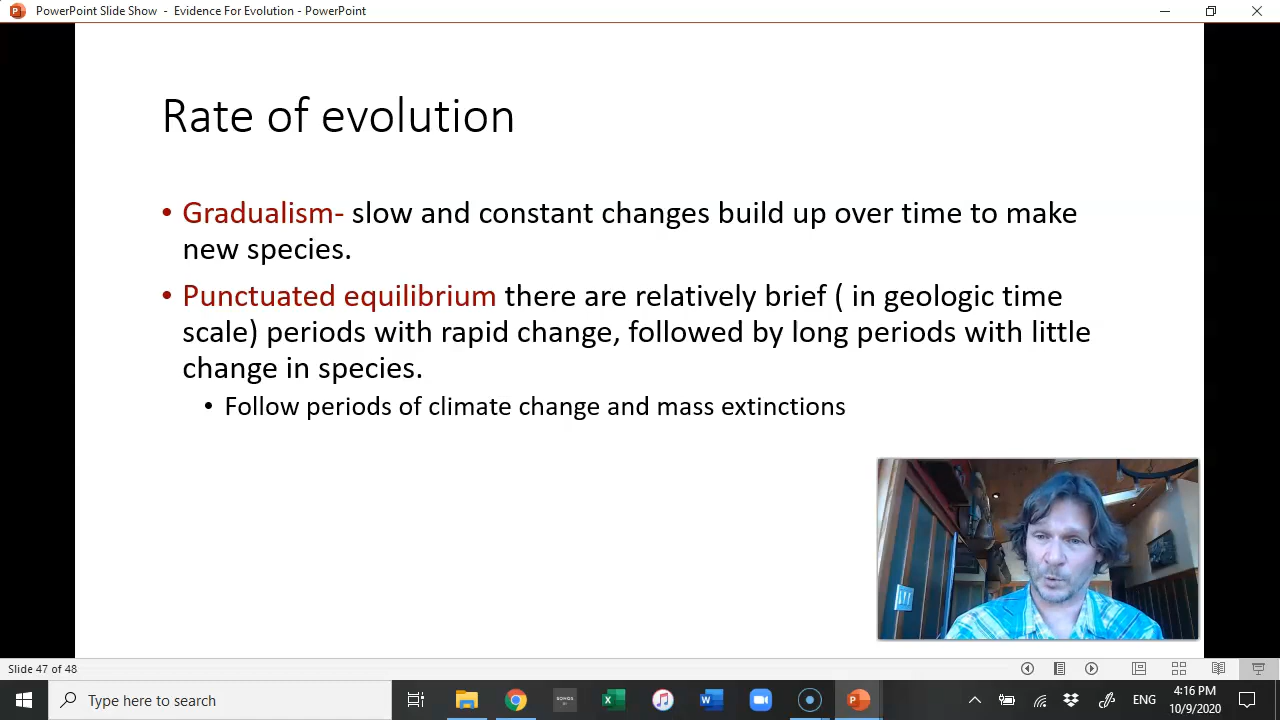 PowerPoint Slide Show - Evidence For Evolution - PowerPoint
Rate of evolution
• Gradualism- slow and constant changes build up over time to make
new species.
• Punctuated equilibrium there are relatively brief ( in geologic time
scale) periods with rapid change, followed by long periods with little
change in species.
• Follow periods of climate change and mass extinctions
Slide 47 of 48
Type here to search
SONOS
ENG
4:16 PM
10/9/2020